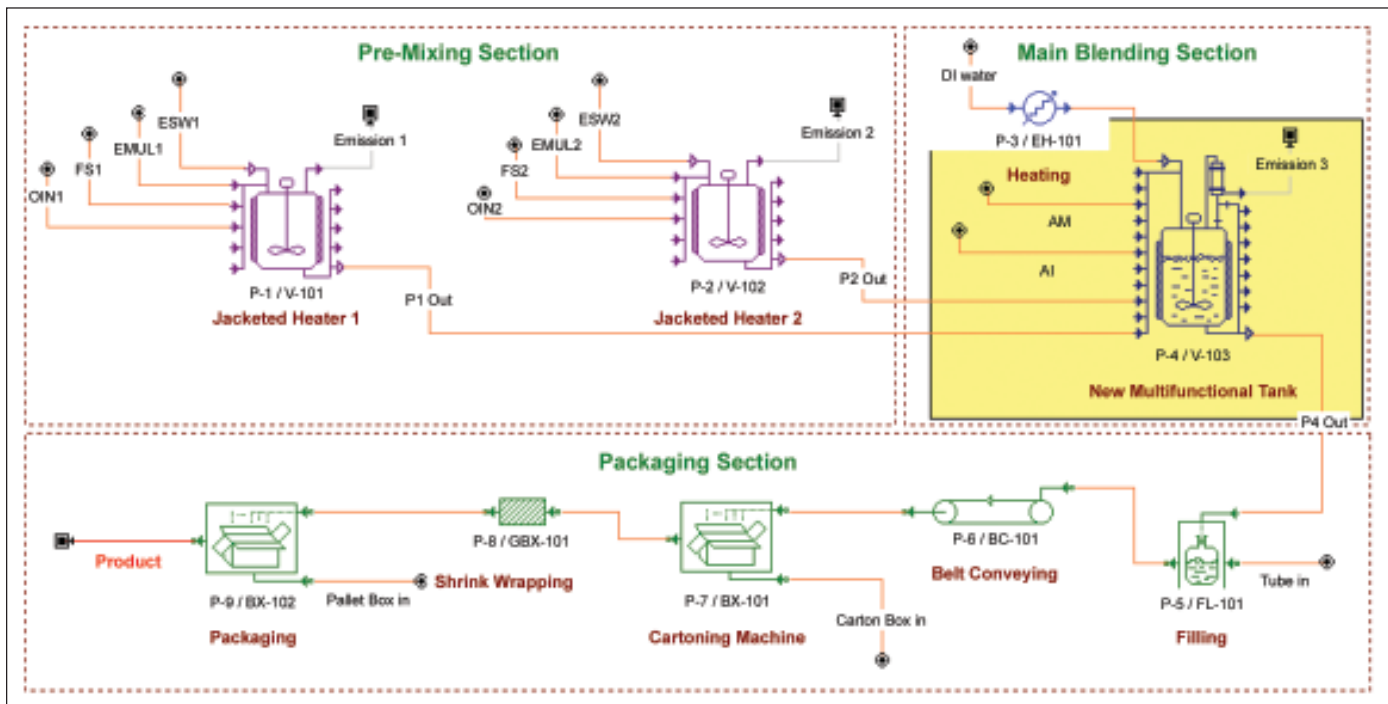 Pre-Mixing Section
Main Blending Section
ESW1
EMUL1
FS1
OIN1
Emission 1
P-1 / V-101
Jacketed Heater 1
P1 Out
ESW2
EMUL2
FS2
OIN2
Emission 2
P-2 / V-102
Jacketed Heater 2
P2 Out
DI water
P-3 / EH-101
Heating
Emission 3
AM
AI
P-4 / V-103
New Multifunctional Tank
P4 Out
Packaging Section
Product
P-9 / BX-102
Packaging
Pallet Box in
P-8 / GBX-101
Shrink Wrapping
P-7 / BX-101
Cartoning Machine
Carton Box in
P-6 / BC-101
Belt Conveying
P-5 / FL-101
Filling
Tube in